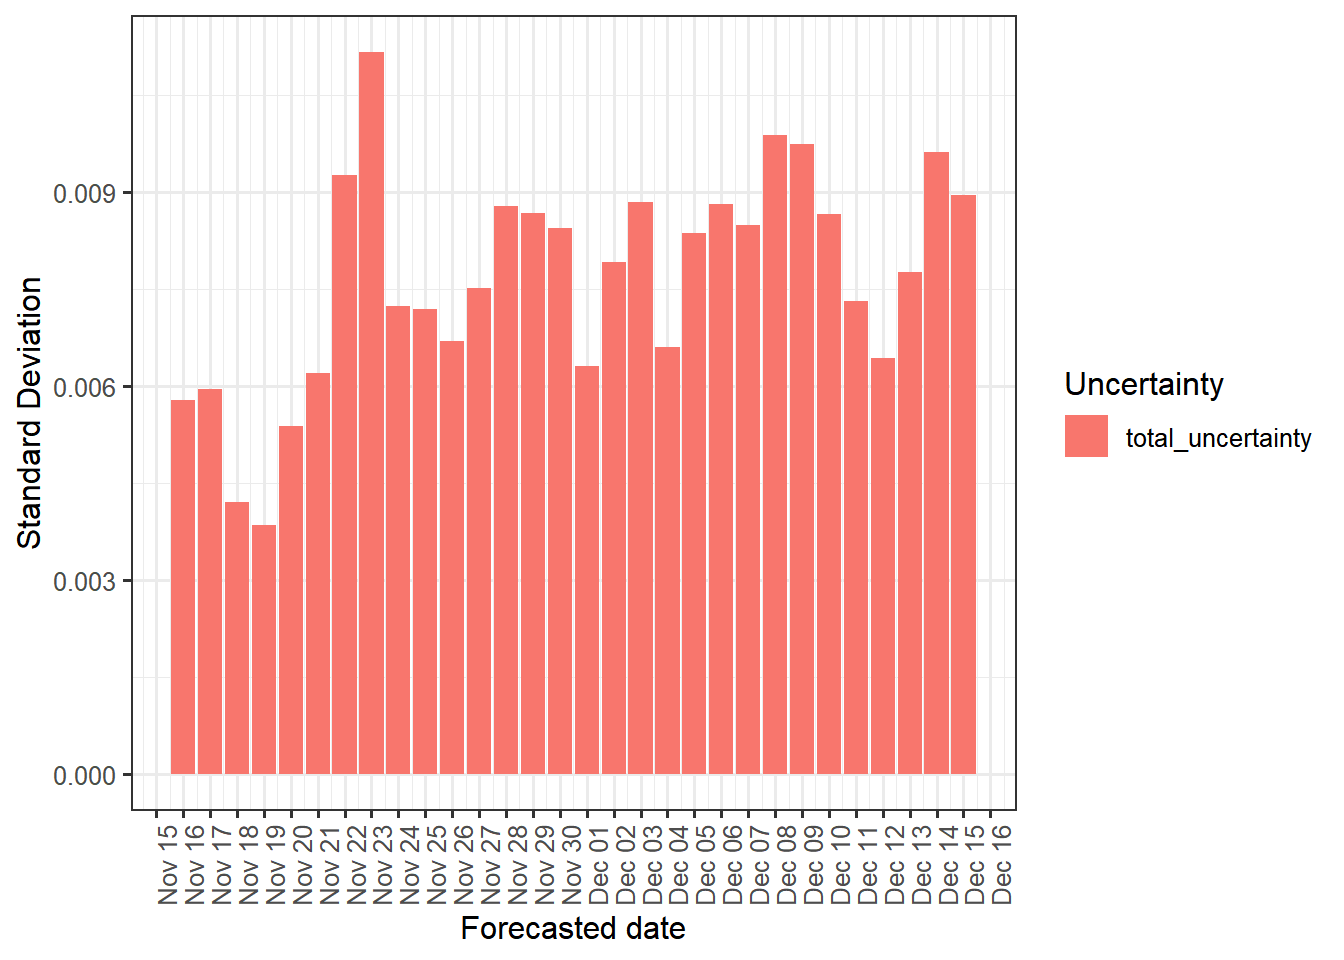 Standard Deviation
0.009
0.006
0.003
0.000
Nov 15
Nov 16
Nov 17
Nov 18
Nov 19
Nov 20
Nov 21
Nov 22
Nov 23
Nov 24
Nov 25
Nov 26
Nov 27
Nov 28
Nov 29
Nov 30
Dec 01
Dec 02
Dec 03
Dec 04
Dec 05
Dec 06
Dec 07
Dec 08
Dec 09
Dec 10
Dec 11
Dec 12
Dec 13
Dec 14
Dec 15
Dec 16
Forecasted date
Uncertainty
total_uncertainty